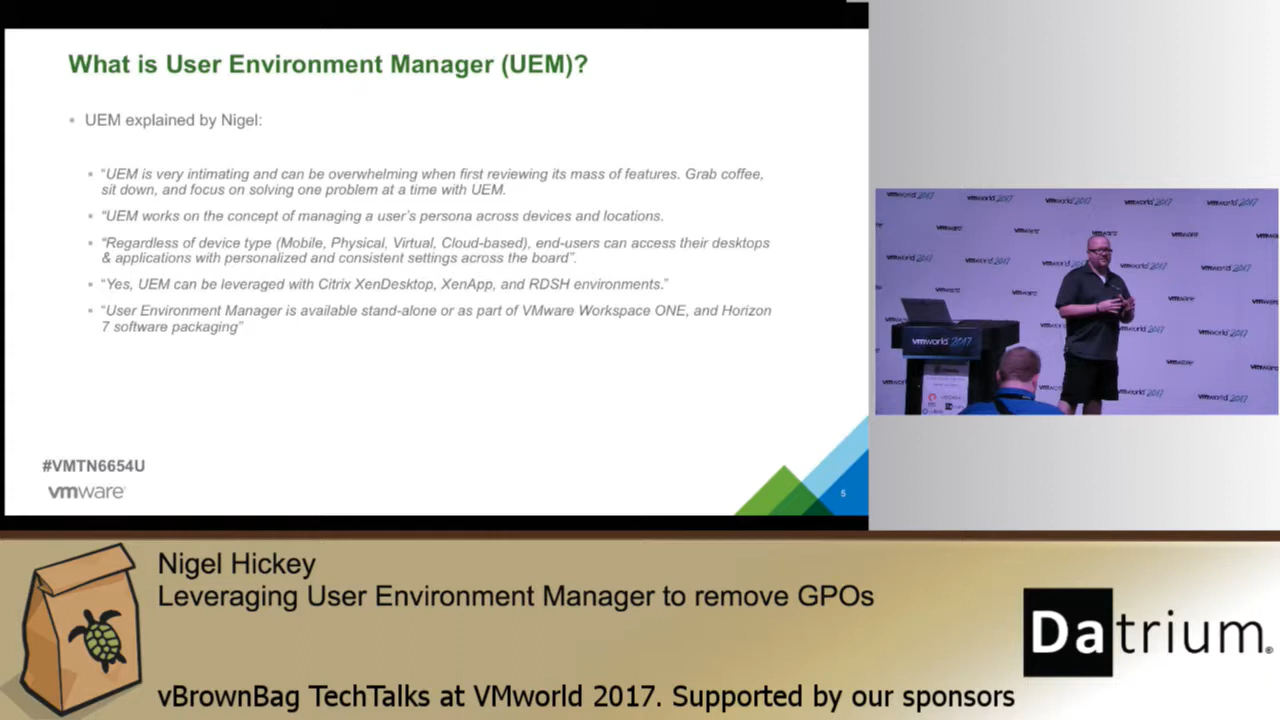 What is User Environment Manager (UEM)?
UEM explained by Nigel:
"UEM is very intimating and can be overwhelming when first reviewing its mass of features. Grab coffee,
sit down, and focus on solving one problem at a time with UEM.
"UEM works on the concept of managing a user's persona across devices and locations.
"Regardless of device type (Mobile, Physical, Virtual, Cloud-based), end-users can access their desktops
& applications with personalized and consistent settings across the board".
"Yes, UEM can be leveraged with Citrix XenDesktop, XenApp, and RDSH environments."
"User Environment Manager is available stand-alone or as part of VMware Workspace ONE, and Horizon
7 software packaging"
#VMTN6654U
vmware
5
vmworld 2017
Nigel Hickey
Leveraging User Environment Manager to remove GPOs
Datrium
vBrownBag TechTalks at VMworld 2017. Supported by our sponsors